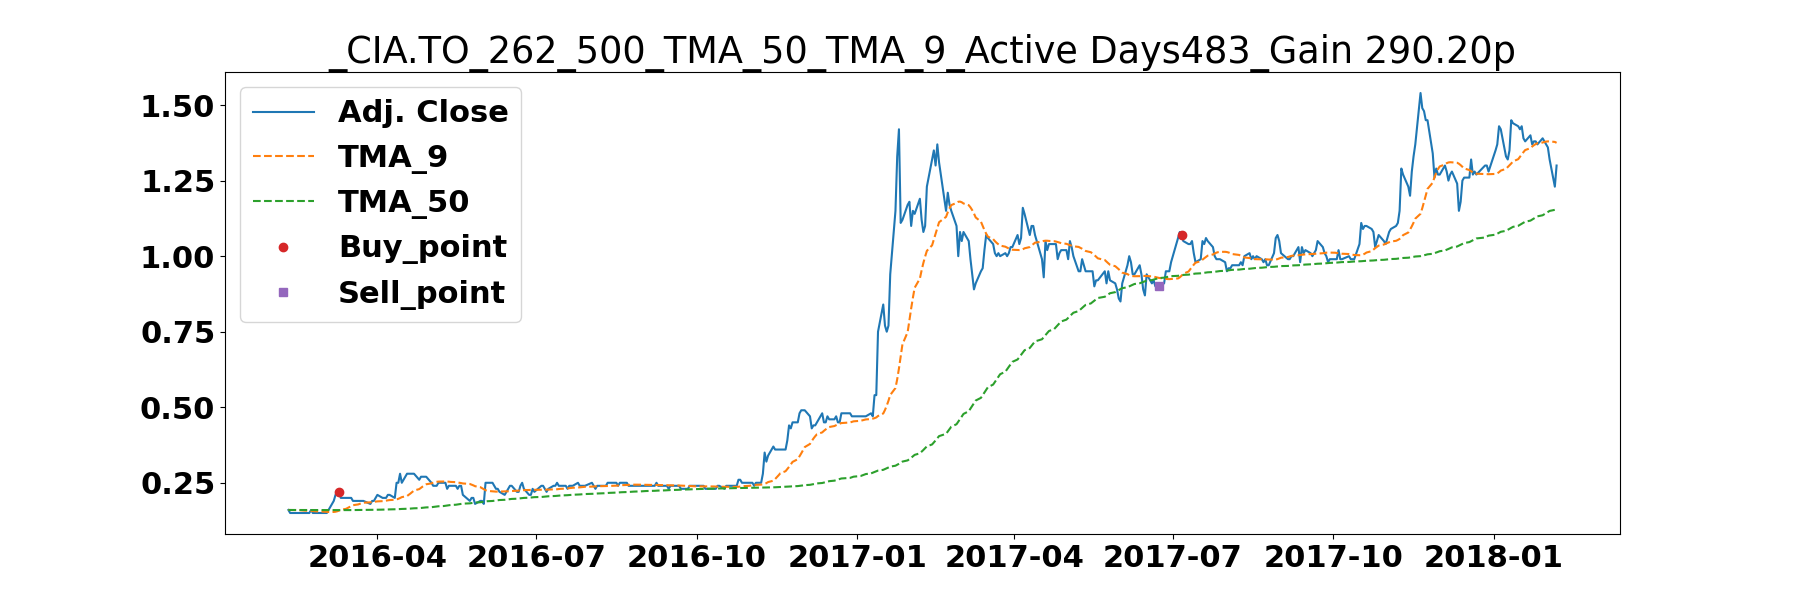 _CIA.TO_262_500_TMA_50_TMA_9_Active Days483_Gain 290.20p
1.50
1.25
1.00
0.75
0.50
0.25
Adj. Close
TMA_9
TMA_50
Buy_point
Sell_point
2016-04 2016-07 2016-10 2017-01 2017-04 2017-07 2017-10 2018-01